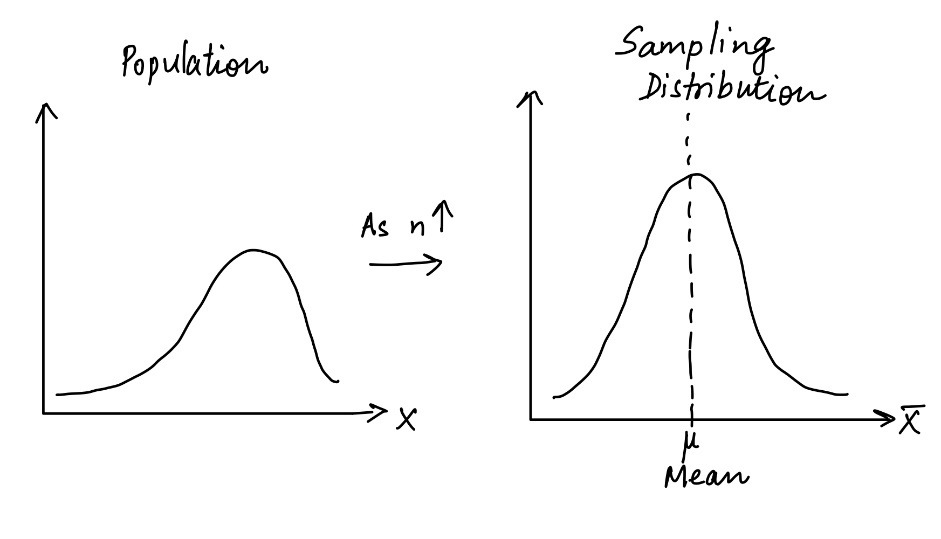 Population
Sampling
Distribution
As n↑
X
X̅
μ
Mean